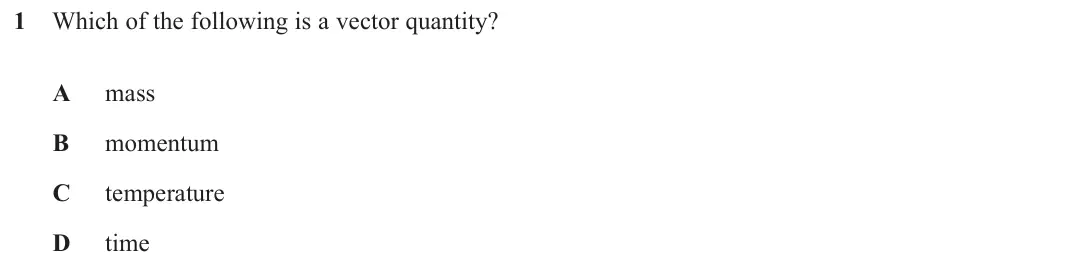 1 Which of the following is a vector quantity?
A mass
B momentum
C temperature
D time